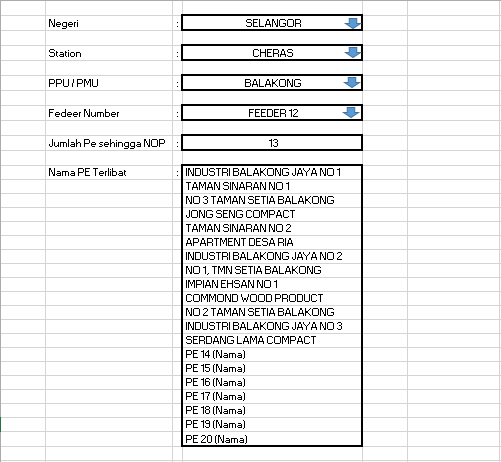 Negeri : SELANGOR
Station : CHERAS
PPU / PMU : BALAKONG
Fedeer Number : FEEDER 12
Jumlah Pe sehingga NOP : 13
Nama PE Terlibat : INDUSTRI BALAKONG JAYA NO 1
TAMAN SINARAN NO 1
NO 3 TAMAN SETIA BALAKONG
JONG SENG COMPACT
TAMAN SINARAN NO 2
APARTMENT DESA RIA
INDUSTRI BALAKONG JAYA NO 2
NO 1, TMN SETIA BALAKONG
IMPIAN EHSAN NO 1
COMMOND WOOD PRODUCT
NO 2 TAMAN SETIA BALAKONG
INDUSTRI BALAKONG JAYA NO 3
SERDANG LAMA COMPACT
PE 14 (Nama)
PE 15 (Nama)
PE 16 (Nama)
PE 17 (Nama)
PE 18 (Nama)
PE 19 (Nama)
PE 20 (Nama)